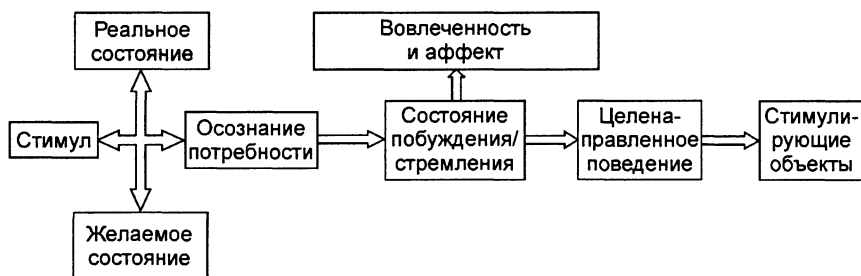 Реальное
состояние
Вовлеченность
и аффект
Стимул
Осознание
потребности
Состояние
побуждения/
стремления
Целена-
правленное
поведение
Стимули-
рующие
объекты
Желаемое
состояние